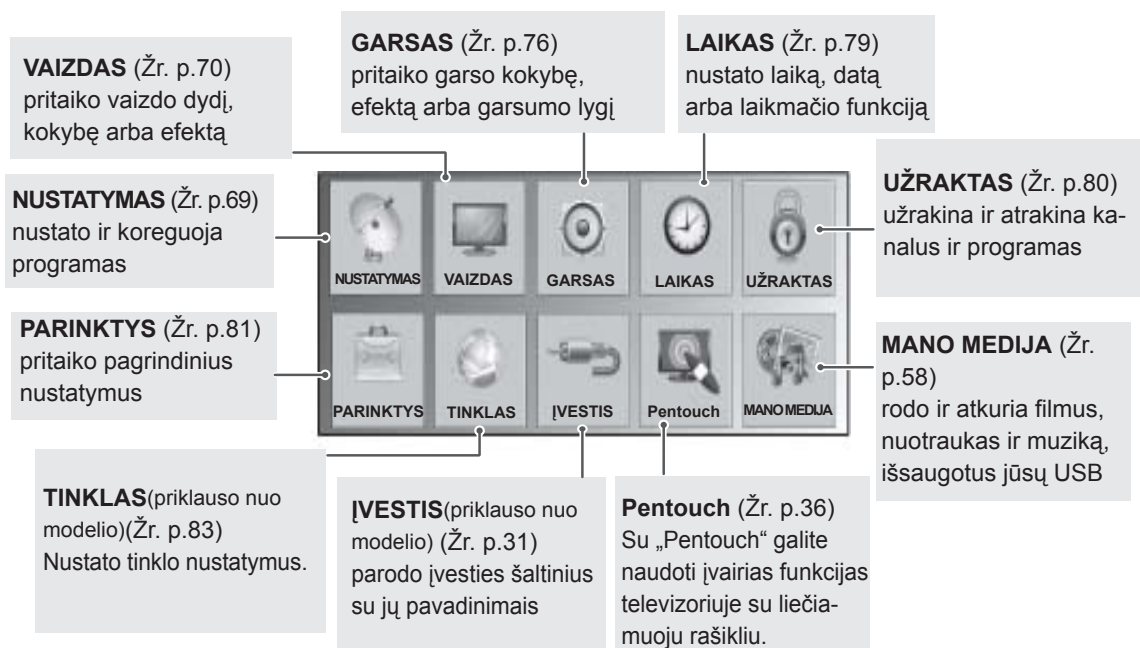 VAIZDAS (Žr. p.70)
pritaiko vaizdo dydį,
kokybę arba efektą
GARSAS (Žr. p.76)
pritaiko garso kokybę,
efektą arba garsumo lygį
LAIKAS (Žr. p.79)
nustato laiką, datą
arba laikmačio funkciją
NUSTATYMAS (Žr. p.69)
nustato ir koreguoja
programas
UŽRAKTAS (Žr. p.80)
užrakina ir atrakina ka-
nalus ir programas
NUSTATYMAS VAIZDAS GARSAS LAIKAS UŽRAKTAS
PARINKTYS TINKLAS ĮVESTIS Pentouch MANO MEDIJA
PARINKTYS (Žr. p.81)
pritaiko pagrindinius
nustatymus
MANO MEDIJA (Žr.
p.58)
rodo ir atkuria filmus,
nuotraukas ir muziką,
išsaugotus jūsų USB
TINKLAS(priklauso nuo
modelio)(Žr. p.83)
Nustato tinklo nustatymus.
ĮVESTIS(priklauso nuo
modelio) (Žr. p.31)
parodo įvesties šaltinius
su jų pavadinimais
Pentouch (Žr. p.36)
Su „Pentouch“ galite
naudoti įvairias funkcijas
televizoriuje su liečia-
muoju rašikliu.